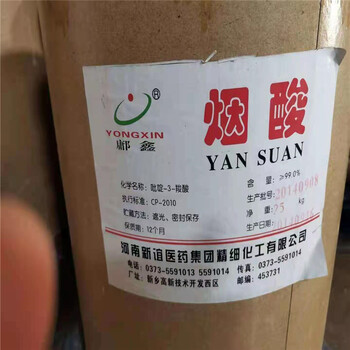 ®
YONGXIN
郸鑫
烟酸
YAN SUAN
化学名称:吡啶-3-羧酸
执行标准:CP-2010
贮藏方法:遮光、密封保存
保质期:12个月
含量:≥99.0%
生产批号:20140908
净重:25 kg
生产日期:
河南新谊医药集团精细化工有限公司
电话:0373-5591013 5591014
传真:0373-5591014
厂址:新乡高新技术开发西区
邮编:453731